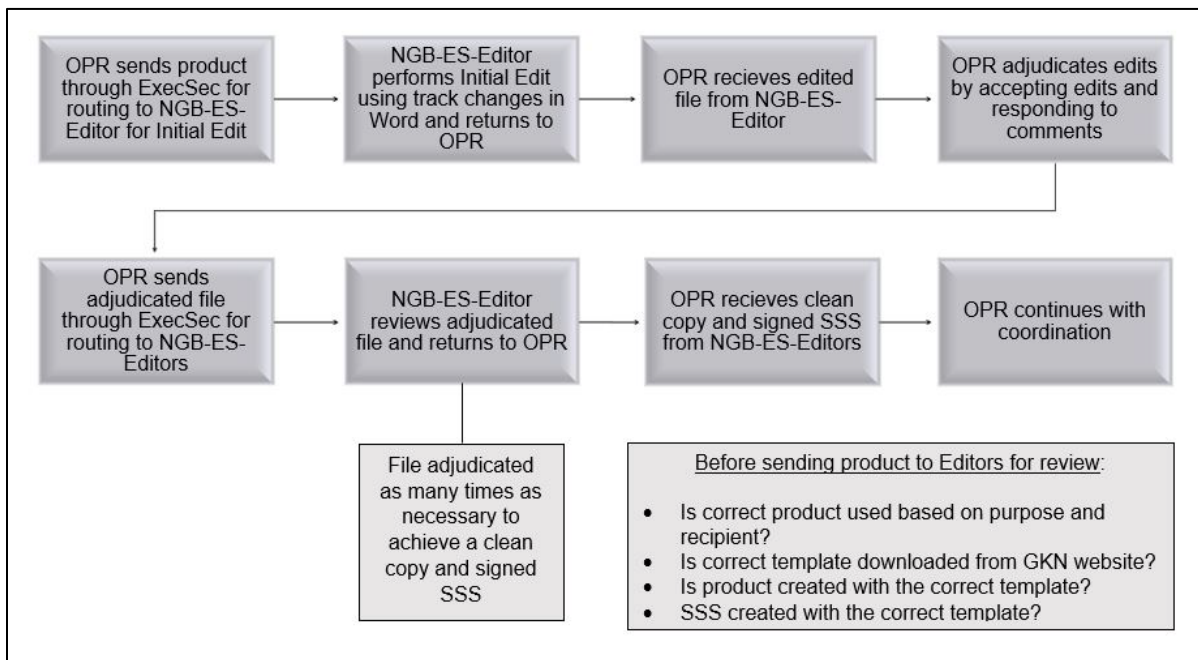 OPR sends product
through ExecSec for
routing to NGB-ES-
Editor for Initial Edit
NGB-ES-Editor
performs Initial Edit
using track changes in
Word and returns to
OPR
OPR recieves edited
file from NGB-ES-
Editor
OPR adjudicates edits
by accepting edits and
responding to
comments
OPR sends
adjudicated file
through ExecSec for
routing to NGB-ES-
Editors
NGB-ES-Editor
reviews adjudicated
file and returns to OPR
OPR recieves clean
copy and signed SSS
from NGB-ES-Editors
OPR continues with
coordination
File adjudicated
as many times as
necessary to
achieve a clean
copy and signed
SSS
Before sending product to Editors for review:
• Is correct product used based on purpose and
recipient?
• Is correct template downloaded from GKN website?
• Is product created with the correct template?
• SSS created with the correct template?